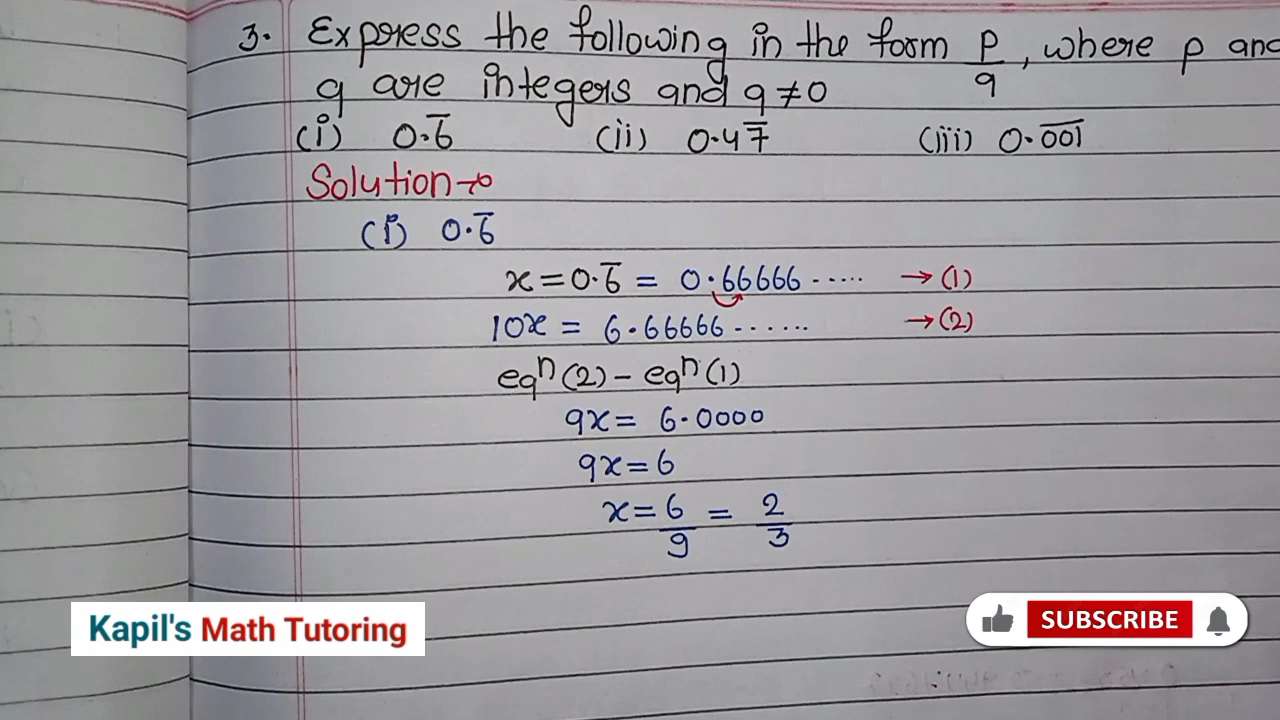 3. Express the following in the form p/q, where p and
q are integers and q ≠ 0
(i) 0.6̅ (ii) 0.47̅ (iii) 0.0̅0̅1̅
Solution →
(i) 0.6̅
x = 0.6̅ = 0.66666..... → (1)
10x = 6.66666...... → (2)
eqⁿ(2) - eqⁿ(1)
9x = 6.0000
9x = 6
x = 6/9 = 2/3
Kapil's Math Tutoring
SUBSCRIBE